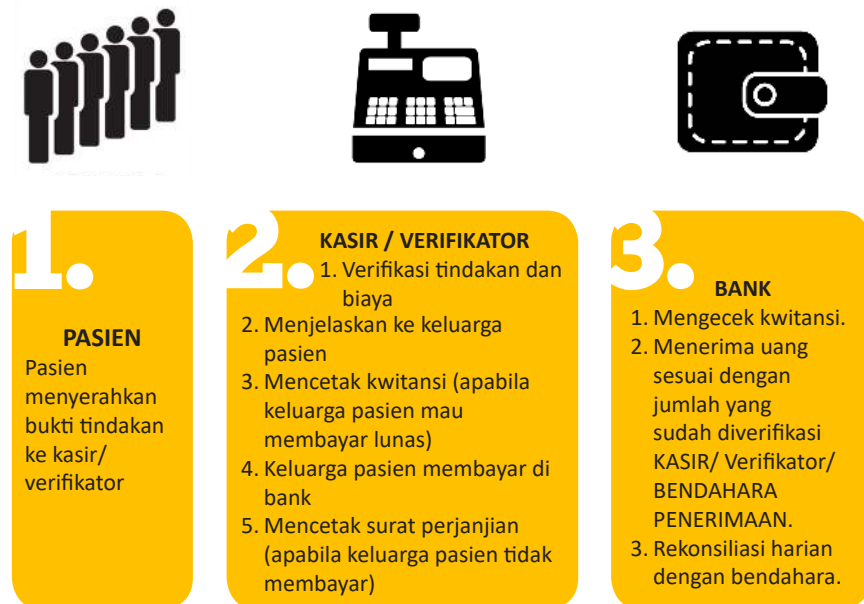 1.
PASIEN
Pasien
menyerahkan
bukti tindakan
ke kasir/
verifikator
2.
KASIR / VERIFIKATOR
1. Verifikasi tindakan dan
biaya
2. Menjelaskan ke keluarga
pasien
3. Mencetak kwitansi (apabila
keluarga pasien mau
membayar lunas)
4. Keluarga pasien membayar di
bank
5. Mencetak surat perjanjian
(apabila keluarga pasien tidak
membayar)
3.
BANK
1. Mengecek kwitansi.
2. Menerima uang
sesuai dengan
jumlah yang
sudah diverifikasi
KASIR/ Verifikator/
BENDAHARA
PENERIMAAN.
3. Rekonsiliasi harian
dengan bendahara.